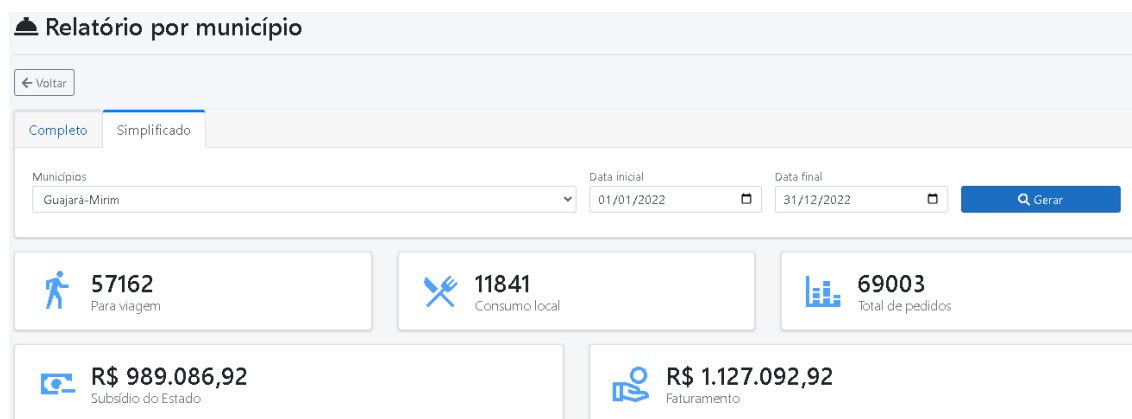 Relatório por município
Voltar
Completo Simplificado
Municípios Data inicial Data final
Guajará-Mirim 01/01/2022 31/12/2022 Gerar
57162 11841 69003
Para viagem Consumo local Total de pedidos
R$ 989.086,92 R$ 1.127.092,92
Subsídio do Estado Faturamento